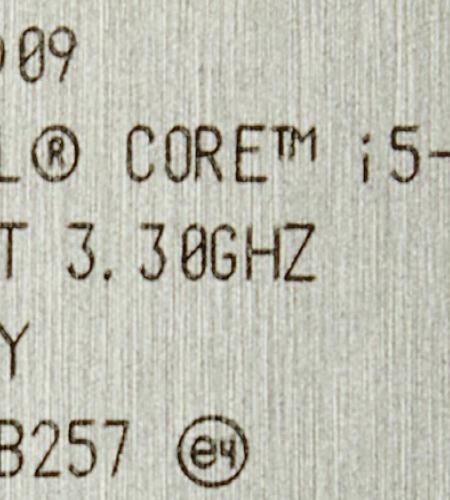 09
L® CORE™ i5-
T 3.30GHZ
Y
B257 e4